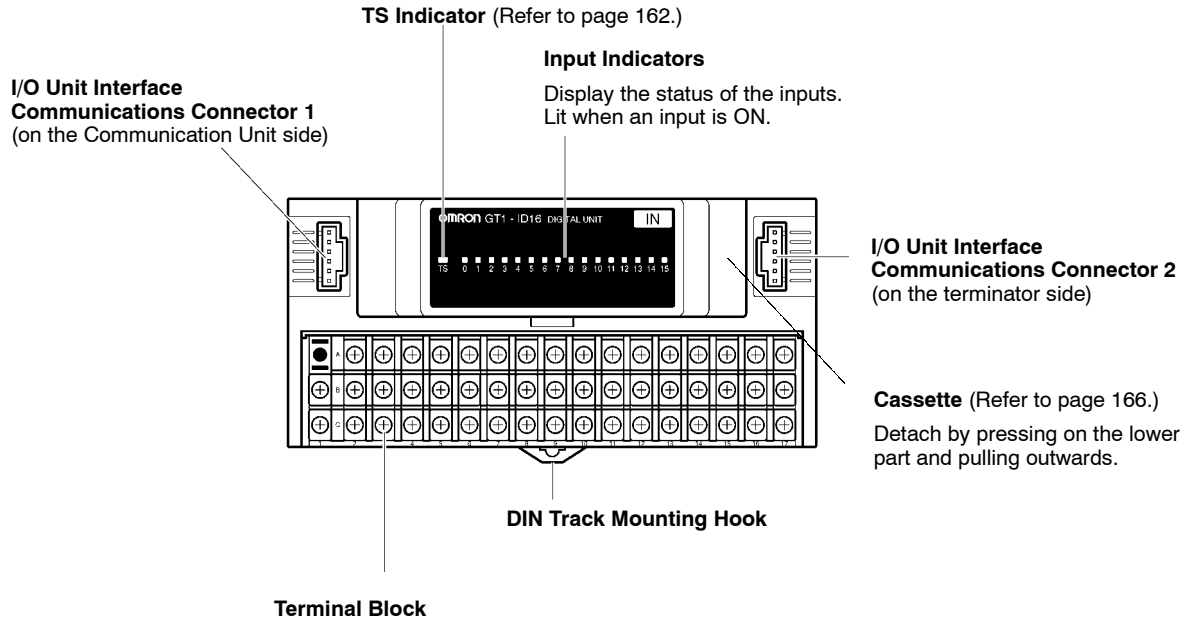 TS Indicator (Refer to page 162.)
Input Indicators
Display the status of the inputs.
Lit when an input is ON.
I/O Unit Interface
Communications Connector 1
(on the Communication Unit side)
OMRON GT1 - ID16 DIGITAL UNIT IN
TS 0 1 2 3 4 5 6 7 8 9 10 11 12 13 14 15
I/O Unit Interface
Communications Connector 2
(on the terminator side)
A
B
C
1 2 4 5 6 7 8 9 10 11 12 13 14 15 16 17
Cassette (Refer to page 166.)
Detach by pressing on the lower
part and pulling outwards.
DIN Track Mounting Hook
Terminal Block